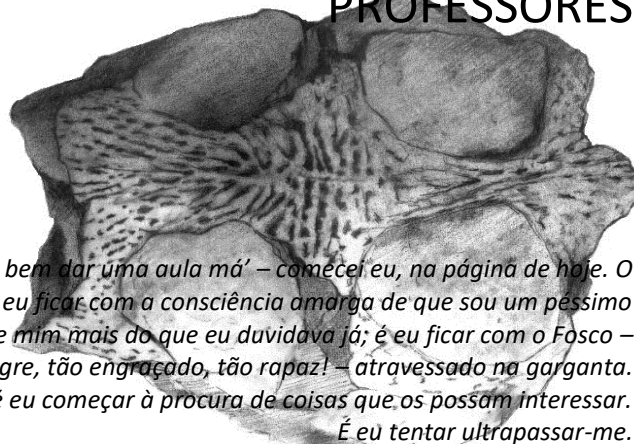 PROFESSORES
bem dar uma aula má’ – comecei eu, na página de hoje. O
eu ficar com a consciência amarga de que sou um péssimo
e mim mais do que eu duvidava já; é eu ficar com o Fosco –
gre, tão engraçado, tão rapaz! – atravessado na garganta.
é eu começar à procura de coisas que os possam interessar.
É eu tentar ultrapassar-me.